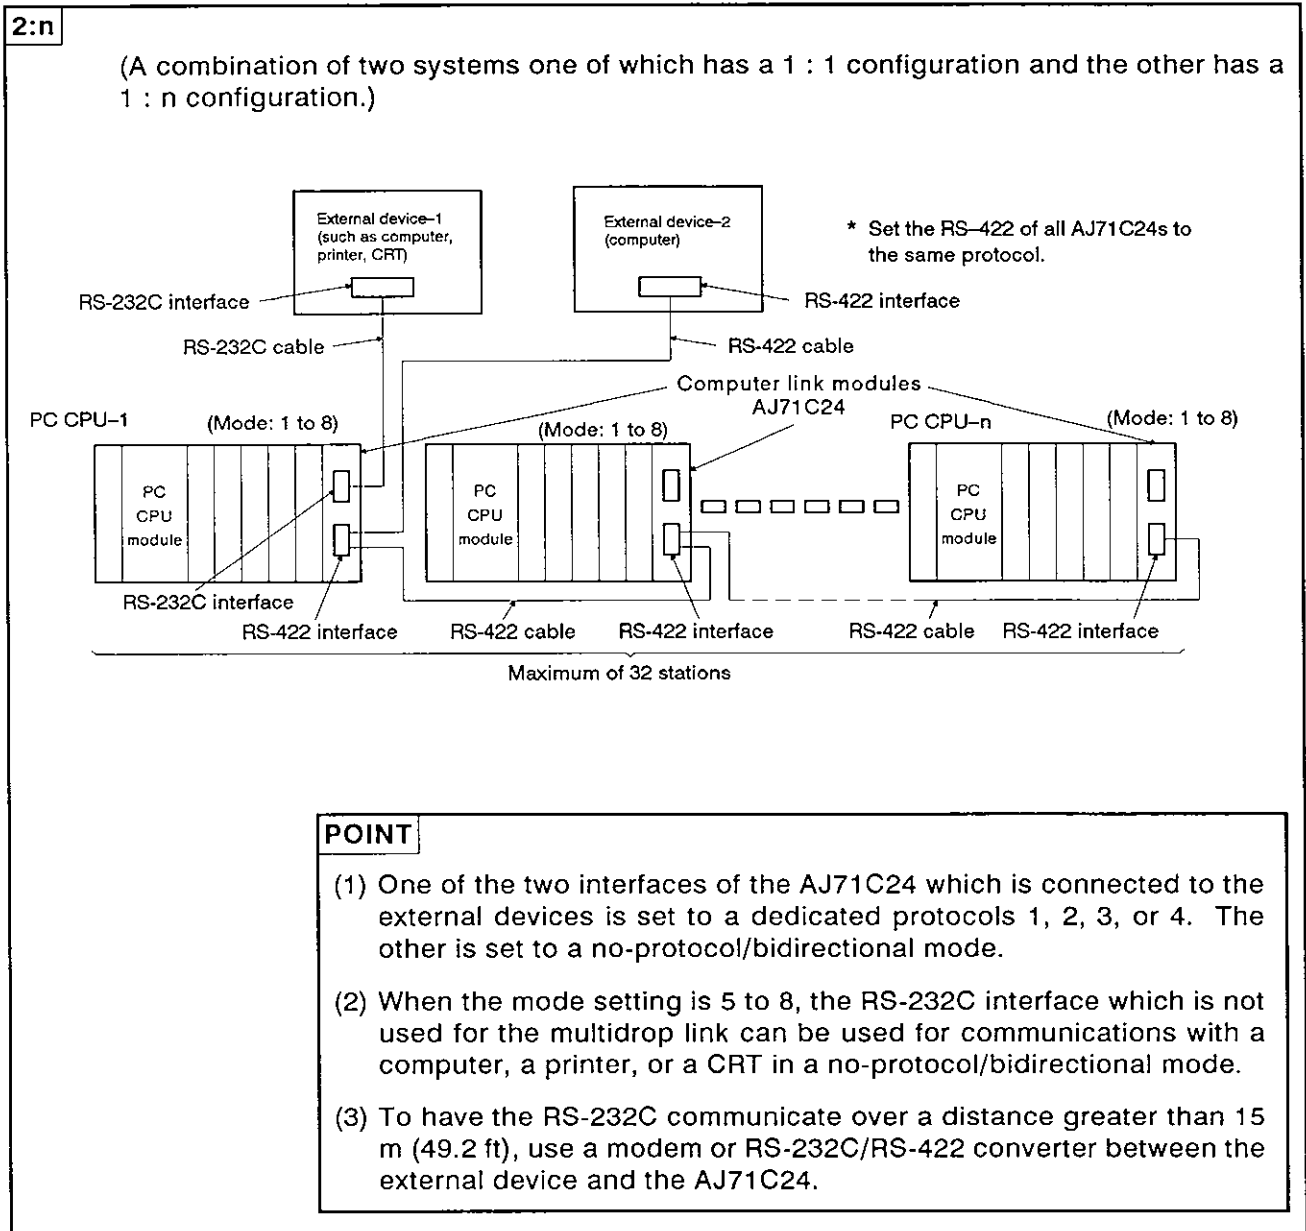 2:n
(A combination of two systems one of which has a 1 : 1 configuration and the other has a
1 : n configuration.)
External device–1
(such as computer,
printer, CRT)
External device–2
(computer)
* Set the RS–422 of all AJ71C24s to
the same protocol.
RS-232C interface
RS-422 interface
RS-232C cable
RS-422 cable
Computer link modules
AJ71C24
PC CPU–1
(Mode: 1 to 8)
(Mode: 1 to 8)
PC CPU–n
(Mode: 1 to 8)
PC
CPU
module
PC
CPU
module
PC
CPU
module
RS-232C interface
RS-422 interface
RS-422 cable
RS-422 interface
RS-422 cable
RS-422 interface
Maximum of 32 stations
POINT
(1) One of the two interfaces of the AJ71C24 which is connected to the
external devices is set to a dedicated protocols 1, 2, 3, or 4. The
other is set to a no-protocol/bidirectional mode.
(2) When the mode setting is 5 to 8, the RS-232C interface which is not
used for the multidrop link can be used for communications with a
computer, a printer, or a CRT in a no-protocol/bidirectional mode.
(3) To have the RS-232C communicate over a distance greater than 15
m (49.2 ft), use a modem or RS-232C/RS-422 converter between the
external device and the AJ71C24.